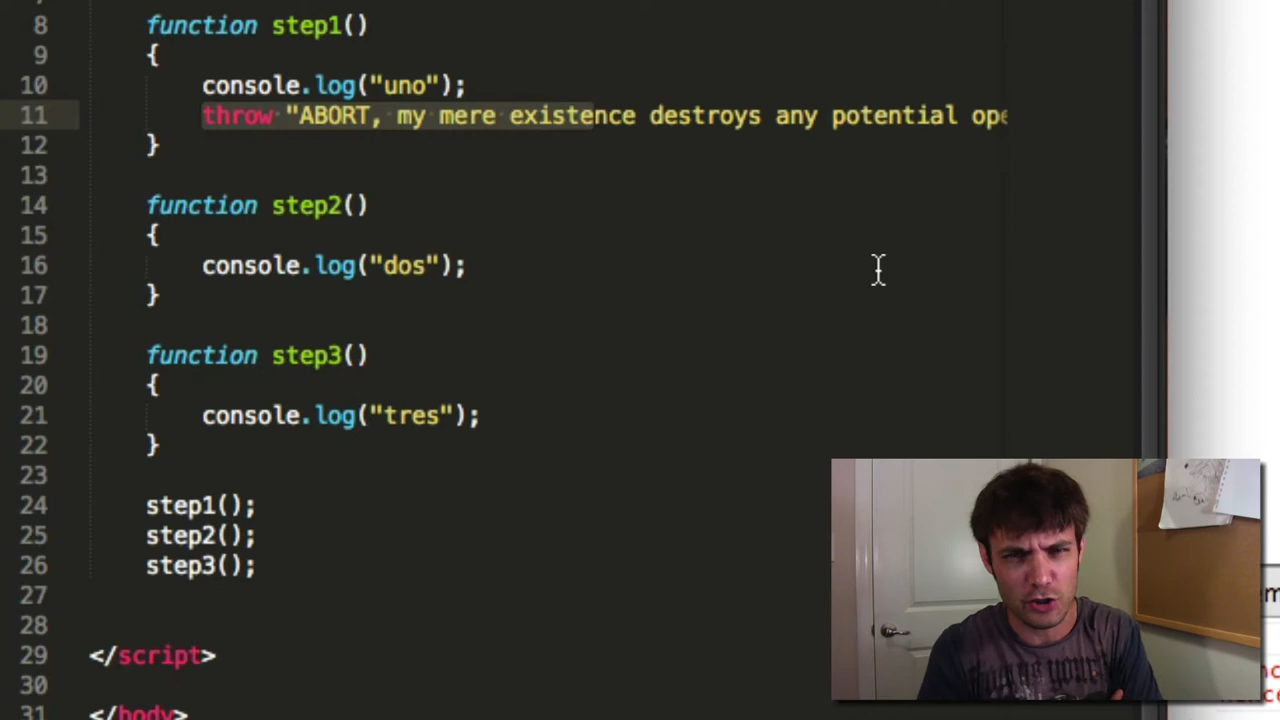 8 function step1()
9 {
10 console.log("uno");
11 throw "ABORT, my mere existence destroys any potential ope
12 }
13
14 function step2()
15 {
16 console.log("dos");
17 }
18
19 function step3()
20 {
21 console.log("tres");
22 }
23
24 step1();
25 step2();
26 step3();
27
28
29 </script>
30
31 </body>